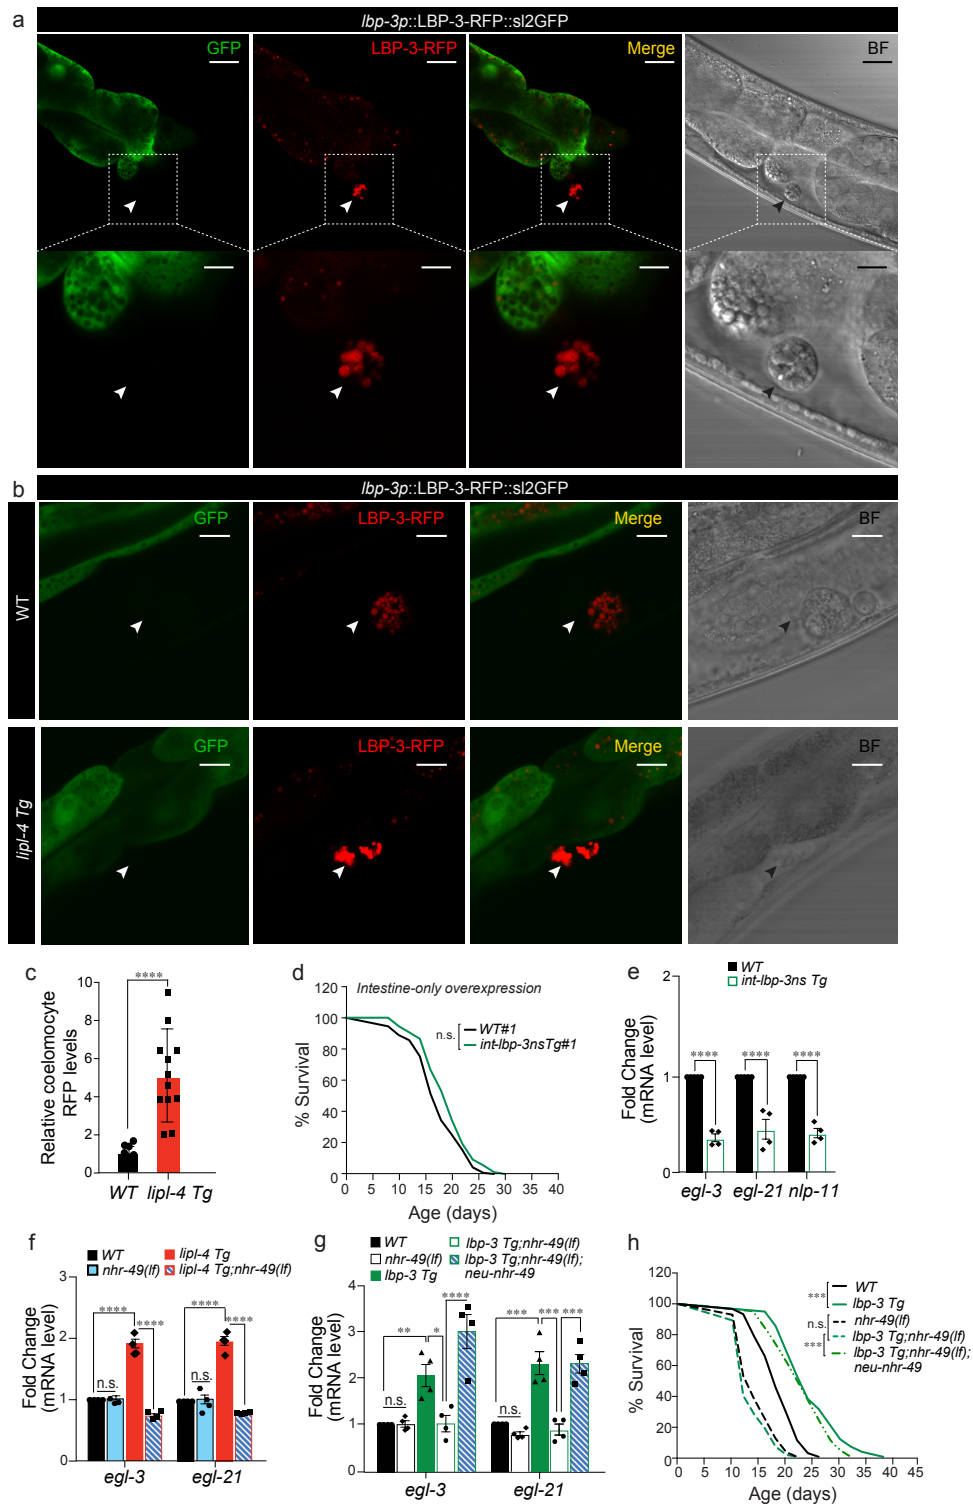 a
lbp-3p::LBP-3-RFP::sl2GFP
GFP
LBP-3-RFP
Merge
BF
b
lbp-3p::LBP-3-RFP::sl2GFP
WT
GFP
LBP-3-RFP
Merge
BF
lipl-4 Tg
GFP
LBP-3-RFP
Merge
BF
c
****
Relative coelomocyte
RFP levels
10
8
6
4
2
0
WT
lipl-4 Tg
d
Intestine-only overexpression
n.s.
WT#1
int-lbp-3nsTg#1
% Survival
120
100
80
60
40
20
0
0 10 20 30 40
Age (days)
e
WT
int-lbp-3ns Tg
Fold Change
(mRNA level)
2
1
0
**** **** ****
egl-3 egl-21 nlp-11
f
WT
nhr-49(lf)
lipl-4 Tg
lipl-4 Tg;nhr-49(lf)
Fold Change
(mRNA level)
3
2
1
0
**** ****
**** ****
n.s. n.s.
egl-3 egl-21
g
WT
nhr-49(lf)
lbp-3 Tg
lbp-3 Tg;nhr-49(lf)
lbp-3 Tg;nhr-49(lf);
neu-nhr-49
Fold Change
(mRNA level)
4
3
2
1
0
****
** * *** *** ***
n.s. n.s.
egl-3 egl-21
h
WT
lbp-3 Tg
nhr-49(lf)
lbp-3 Tg;nhr-49(lf)
lbp-3 Tg;nhr-49(lf);
neu-nhr-49
***
n.s.
***
% Survival
120
100
80
60
40
20
0
0 5 10 15 20 25 30 35 40 45
Age (days)